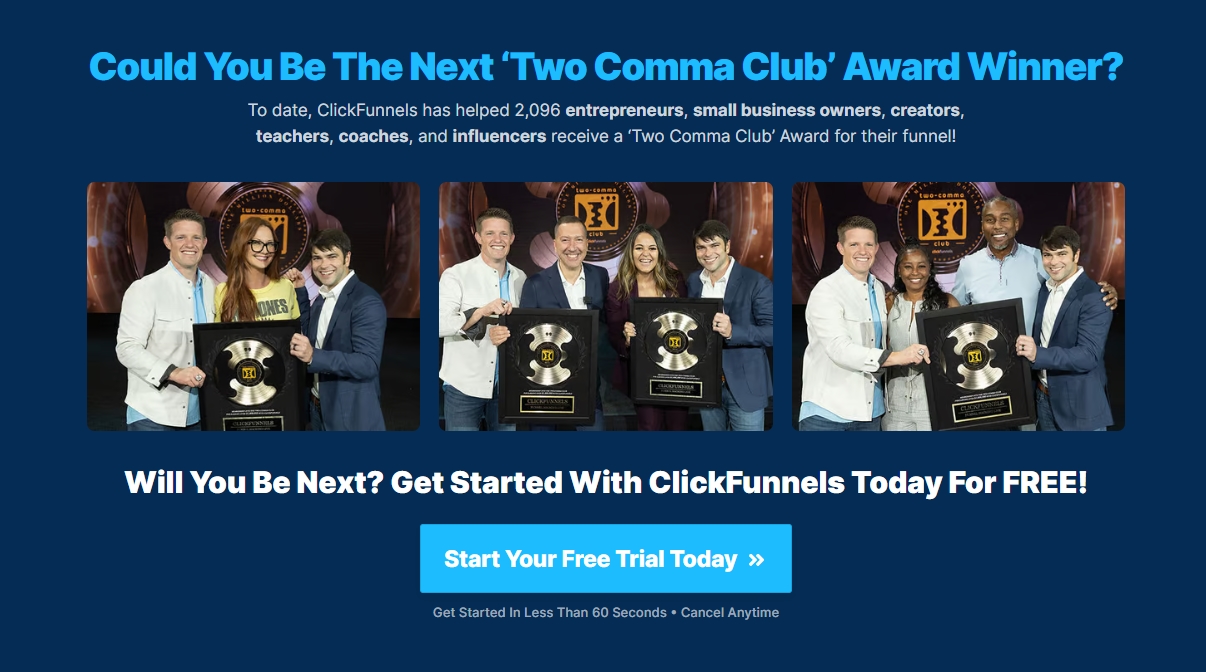 Could You Be The Next ‘Two Comma Club’ Award Winner?
To date, ClickFunnels has helped 2,096 entrepreneurs, small business owners, creators,
teachers, coaches, and influencers receive a ‘Two Comma Club’ Award for their funnel!
two-comma
club
two-comma
two-comma
club
CLICKFUNNELS
CLICKFUNNELS
CLICKFUNNELS
CLICKFUNNELS
Will You Be Next? Get Started With ClickFunnels Today For FREE!
Start Your Free Trial Today »
Get Started In Less Than 60 Seconds • Cancel Anytime